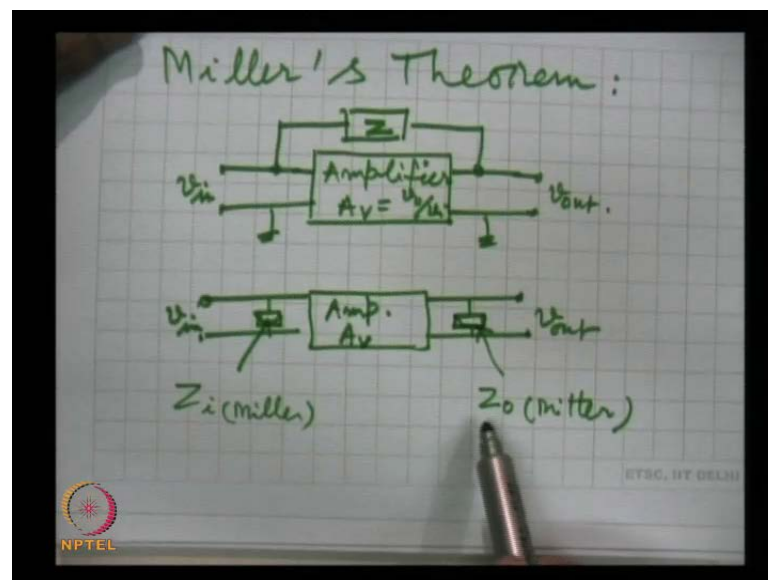 Miller's Theorem:
Z
Amplifier
Vin
Av = vo/vi
Vout.
Amp.
Vin
Av
Vout
Zi (Miller)
Zo (Miller)
ETSC, IIT DELHI
NPTEL